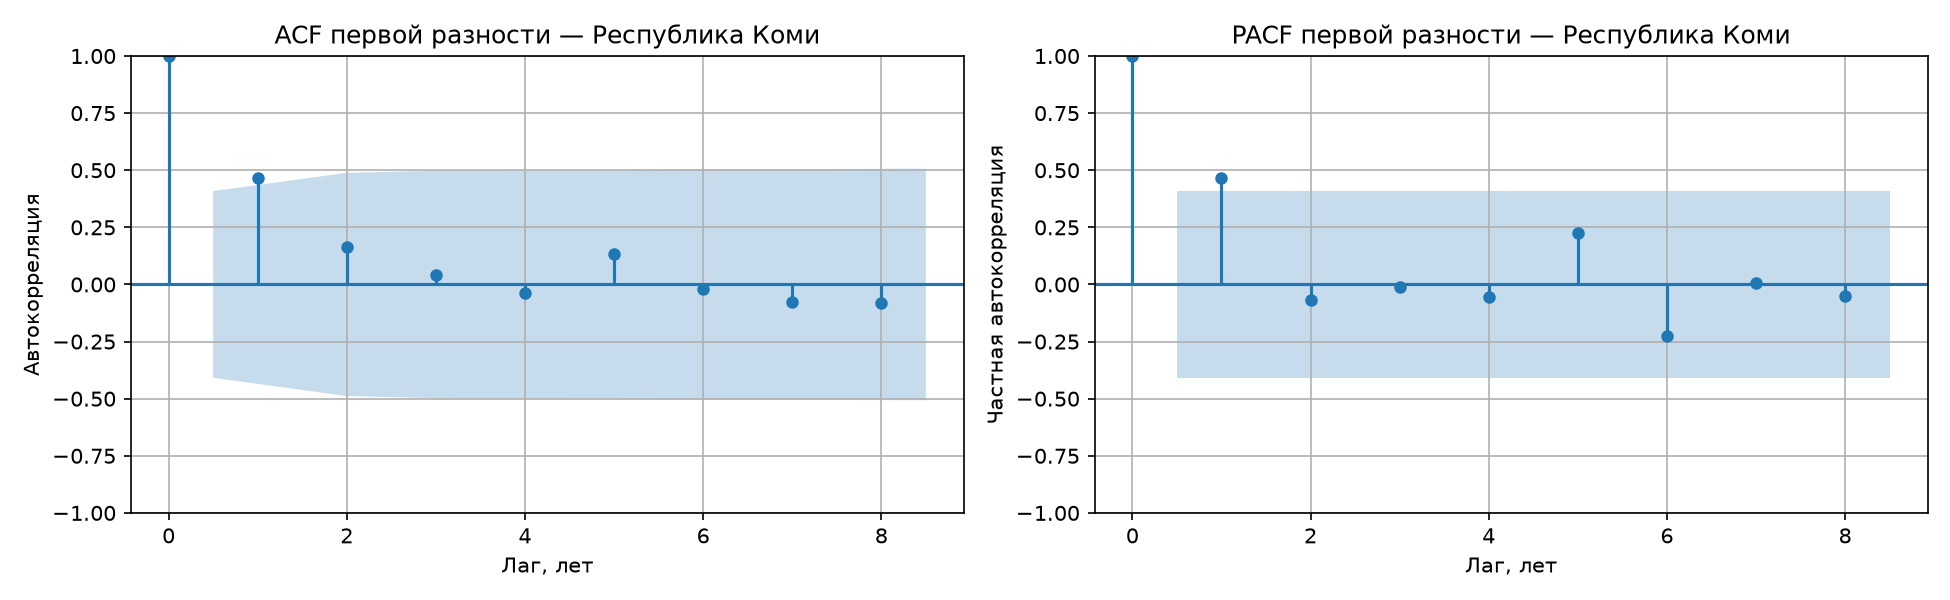 ACF первой разности — Республика Коми
1.00
0.75
0.50
0.25
0.00
−0.25
−0.50
−0.75
−1.00
Автокорреляция
0 2 4 6 8
Лаг, лет
PACF первой разности — Республика Коми
1.00
0.75
0.50
0.25
0.00
−0.25
−0.50
−0.75
−1.00
Частная автокорреляция
0 2 4 6 8
Лаг, лет